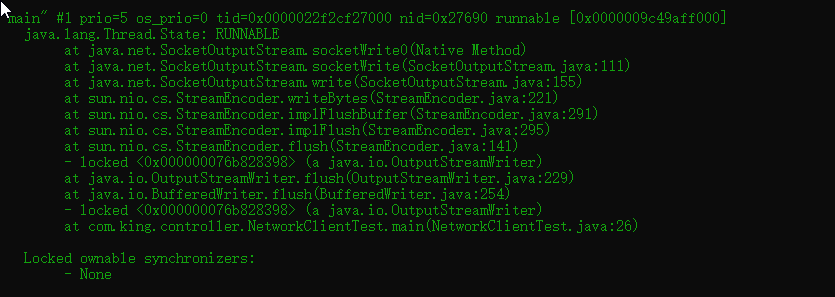 "main" #1 prio=5 os_prio=0 tid=0x0000022f2cf27000 nid=0x27690 runnable [0x0000009c49aff000]
java.lang.Thread.State: RUNNABLE
at java.net.SocketOutputStream.socketWrite0(Native Method)
at java.net.SocketOutputStream.socketWrite(SocketOutputStream.java:111)
at java.net.SocketOutputStream.write(SocketOutputStream.java:155)
at sun.nio.cs.StreamEncoder.writeBytes(StreamEncoder.java:221)
at sun.nio.cs.StreamEncoder.implFlushBuffer(StreamEncoder.java:291)
at sun.nio.cs.StreamEncoder.implFlush(StreamEncoder.java:295)
at sun.nio.cs.StreamEncoder.flush(StreamEncoder.java:141)
- locked <0x000000076b828398> (a java.io.OutputStreamWriter)
at java.io.OutputStreamWriter.flush(OutputStreamWriter.java:229)
at java.io.BufferedWriter.flush(BufferedWriter.java:254)
- locked <0x000000076b828398> (a java.io.OutputStreamWriter)
at com.king.controller.NetworkClientTest.main(NetworkClientTest.java:26)
Locked ownable synchronizers:
- None